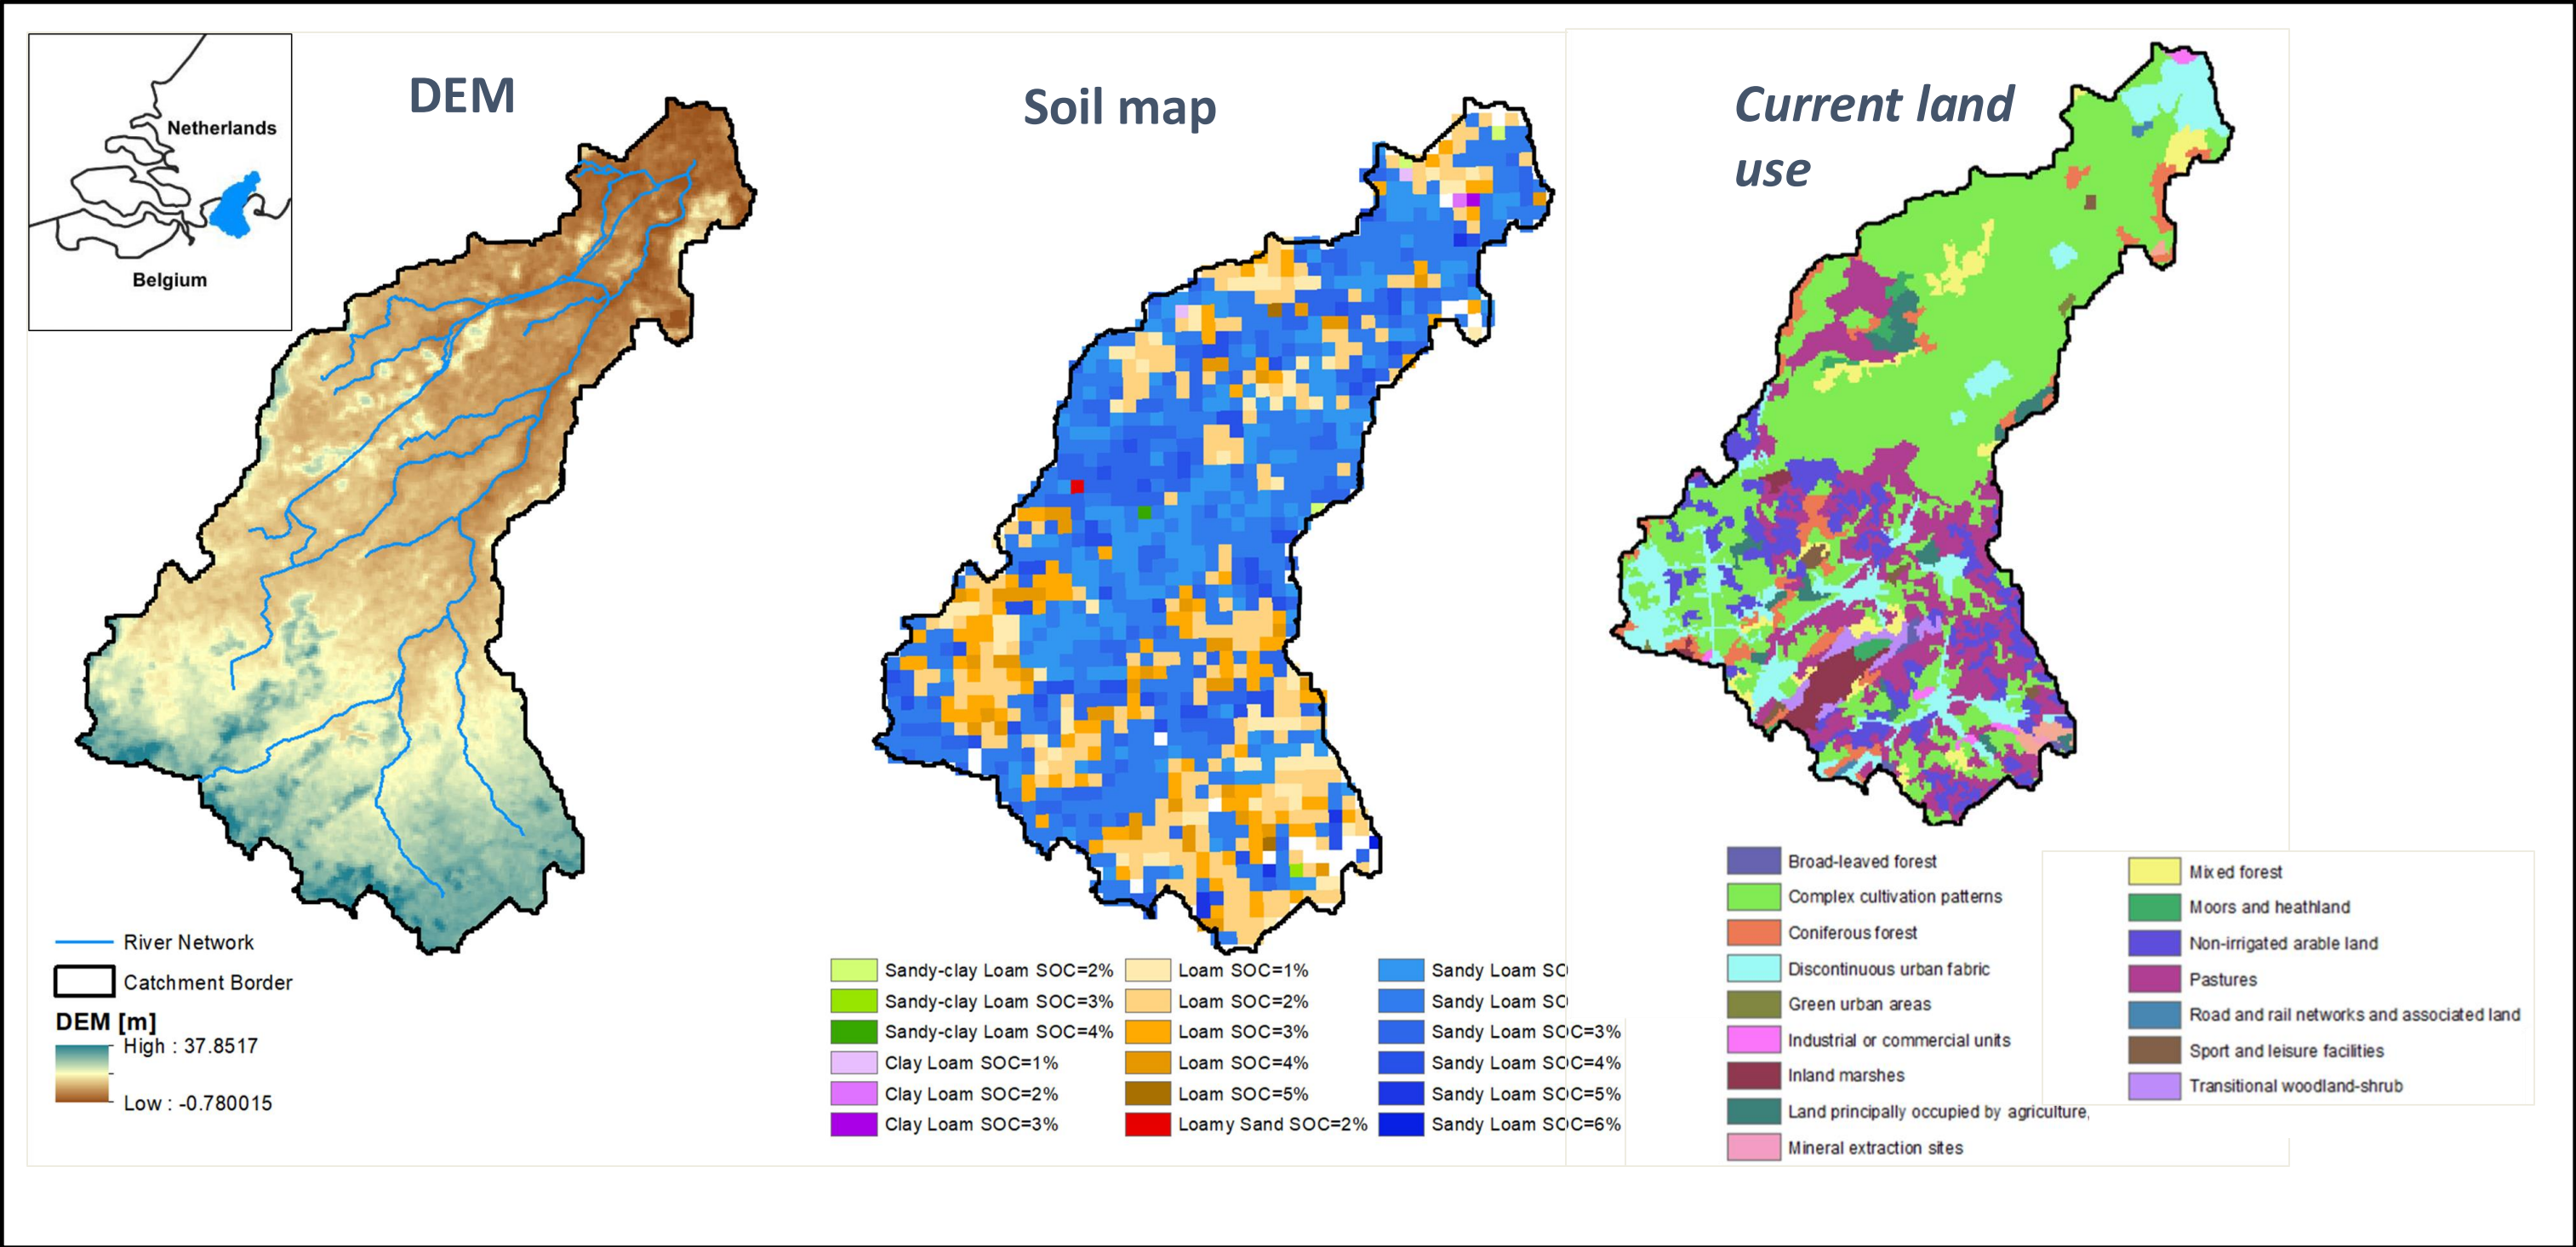 Netherlands
Belgium
DEM
River Network
Catchment Border
DEM [m]
High : 37.8517
Low : -0.780015
Soil map
Sandy-clay Loam SOC=2%
Sandy-clay Loam SOC=3%
Sandy-clay Loam SOC=4%
Clay Loam SOC=1%
Clay Loam SOC=2%
Clay Loam SOC=3%
Loam SOC=1%
Loam SOC=2%
Loam SOC=3%
Loam SOC=4%
Loam SOC=5%
Loamy Sand SOC=2%
Sandy Loam SO
Sandy Loam SO
Sandy Loam SOC=3%
Sandy Loam SOC=4%
Sandy Loam SOC=5%
Sandy Loam SOC=6%
Current land
use
Broad-leaved forest
Complex cultivation patterns
Coniferous forest
Discontinuous urban fabric
Green urban areas
Industrial or commercial units
Inland marshes
Land principally occupied by agriculture,
Mineral extraction sites
Mixed forest
Moors and heathland
Non-irrigated arable land
Pastures
Road and rail networks and associated land
Sport and leisure facilities
Transitional woodland-shrub